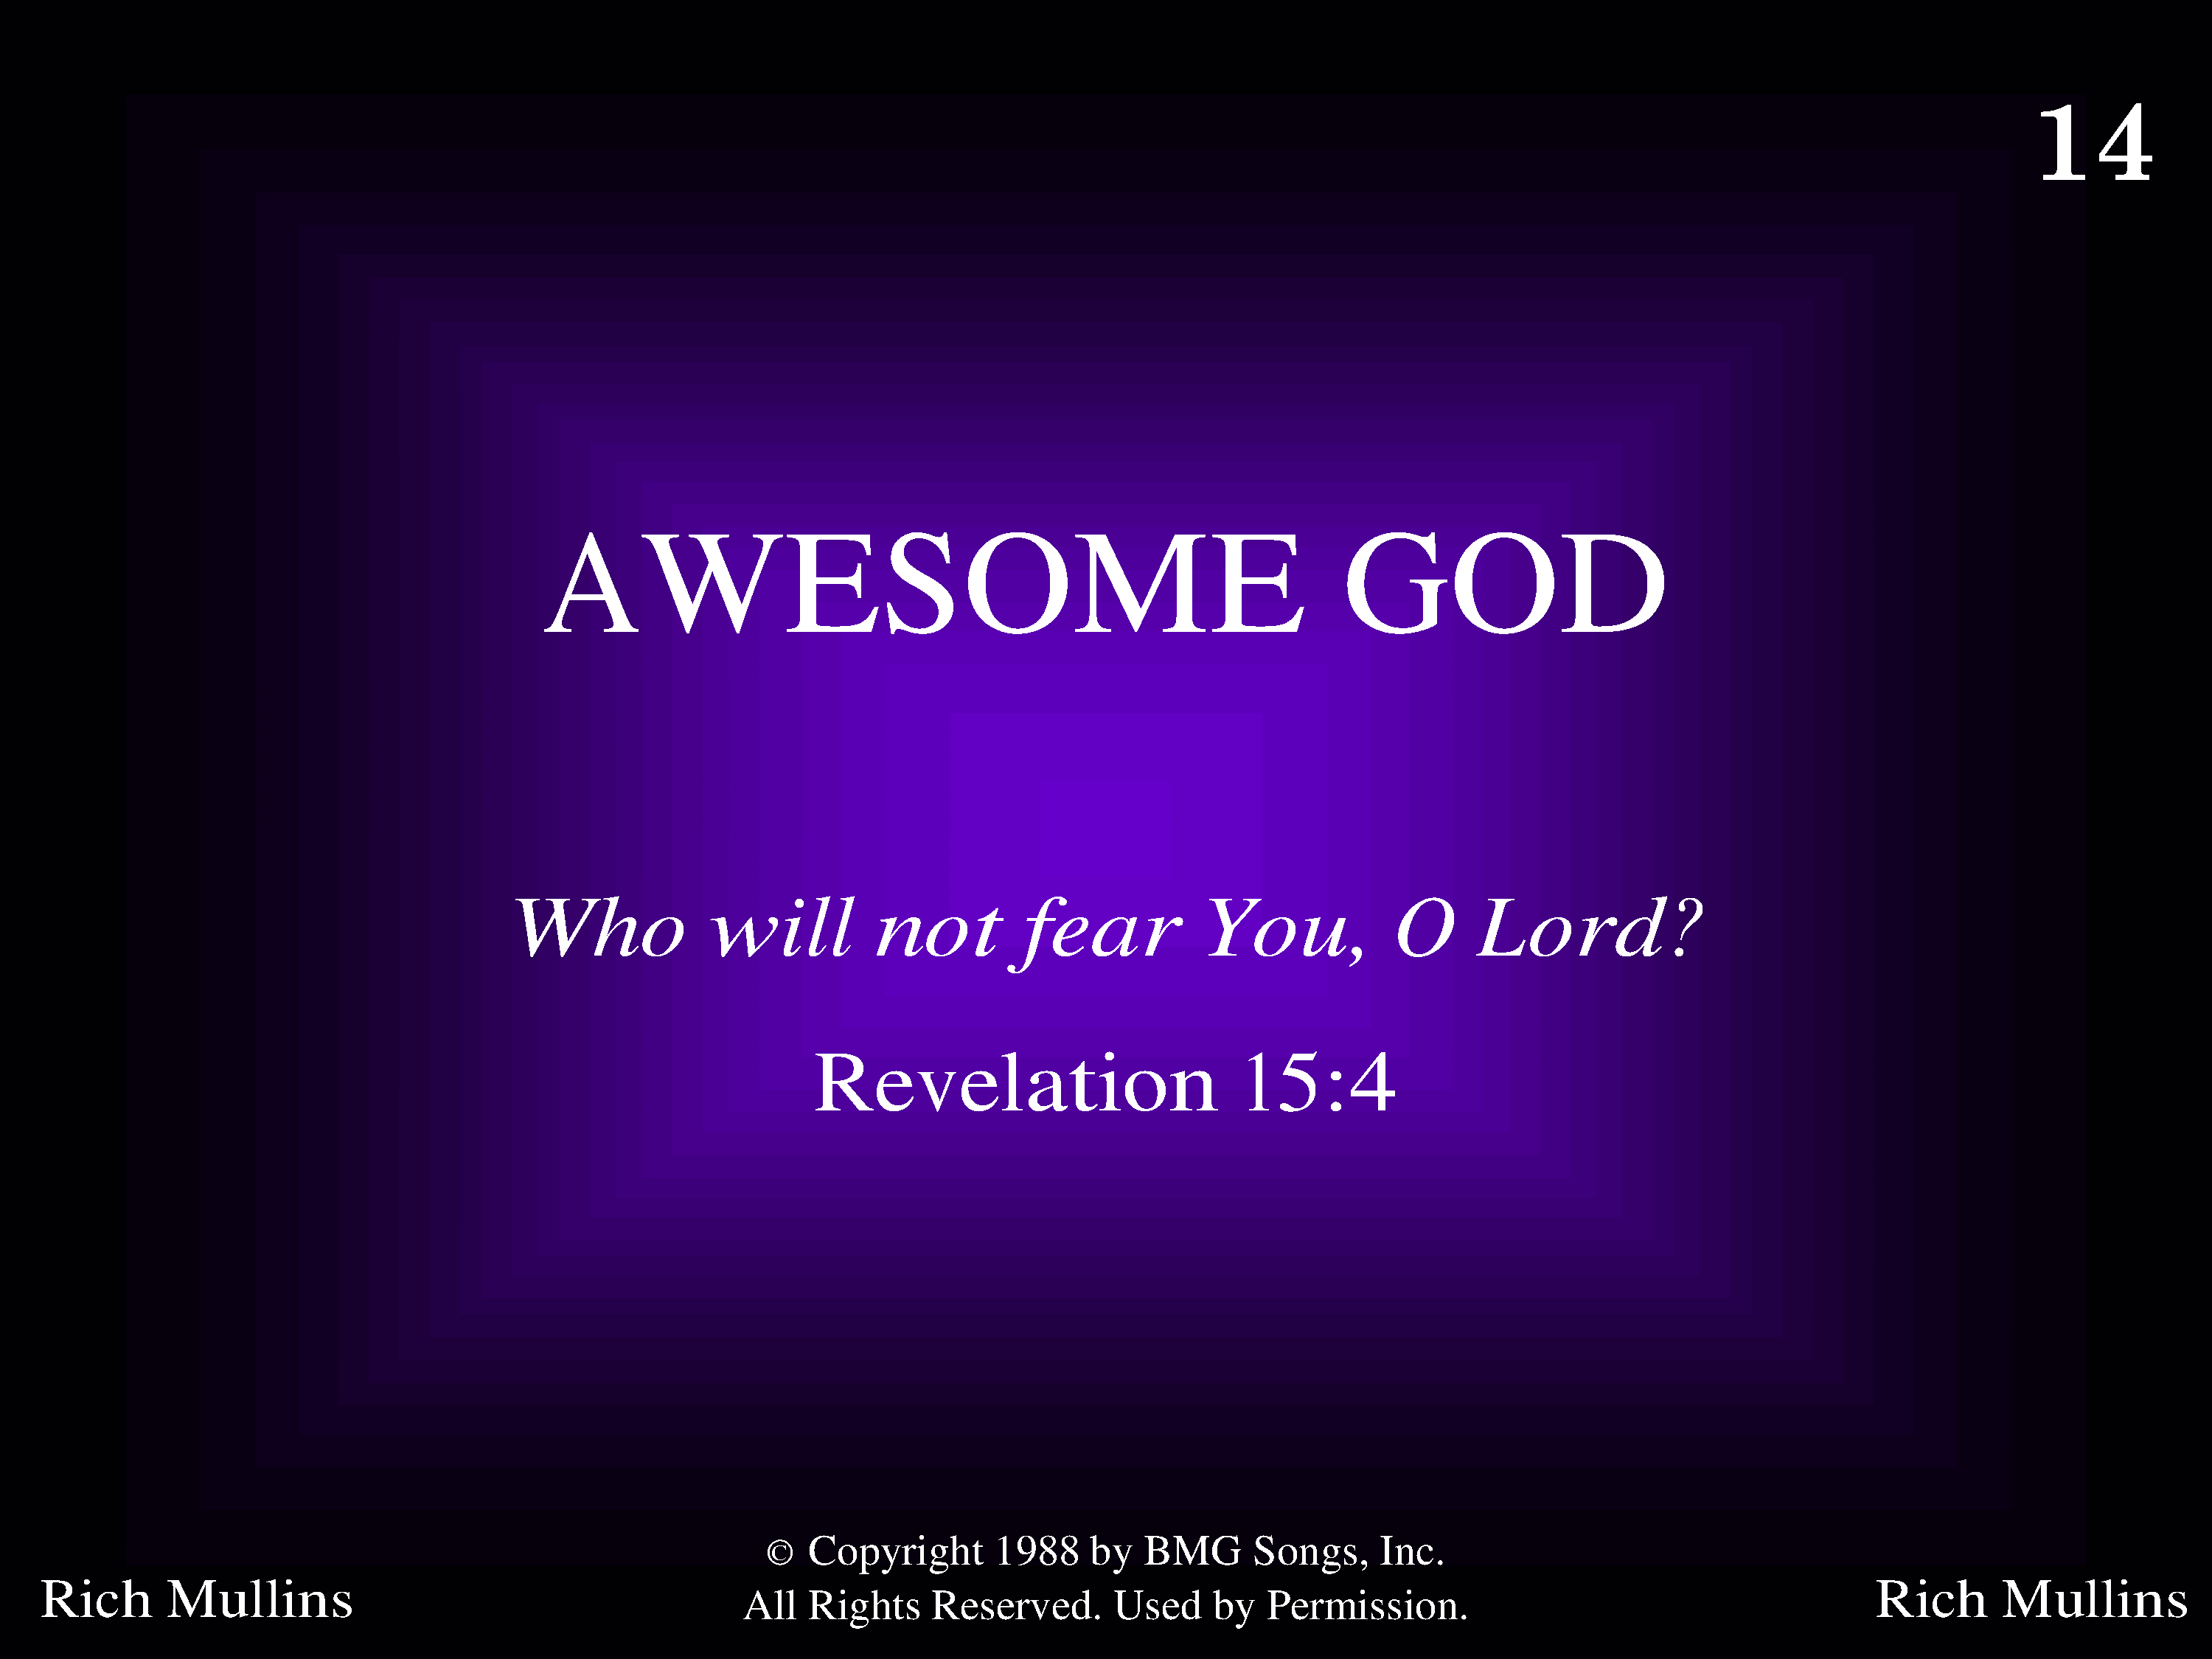 14
AWESOME GOD
Who will not fear You, O Lord?
Revelation 15:4
© Copyright 1988 by BMG Songs, Inc.
Rich Mullins
All Rights Reserved. Used by Permission.
Rich Mullins